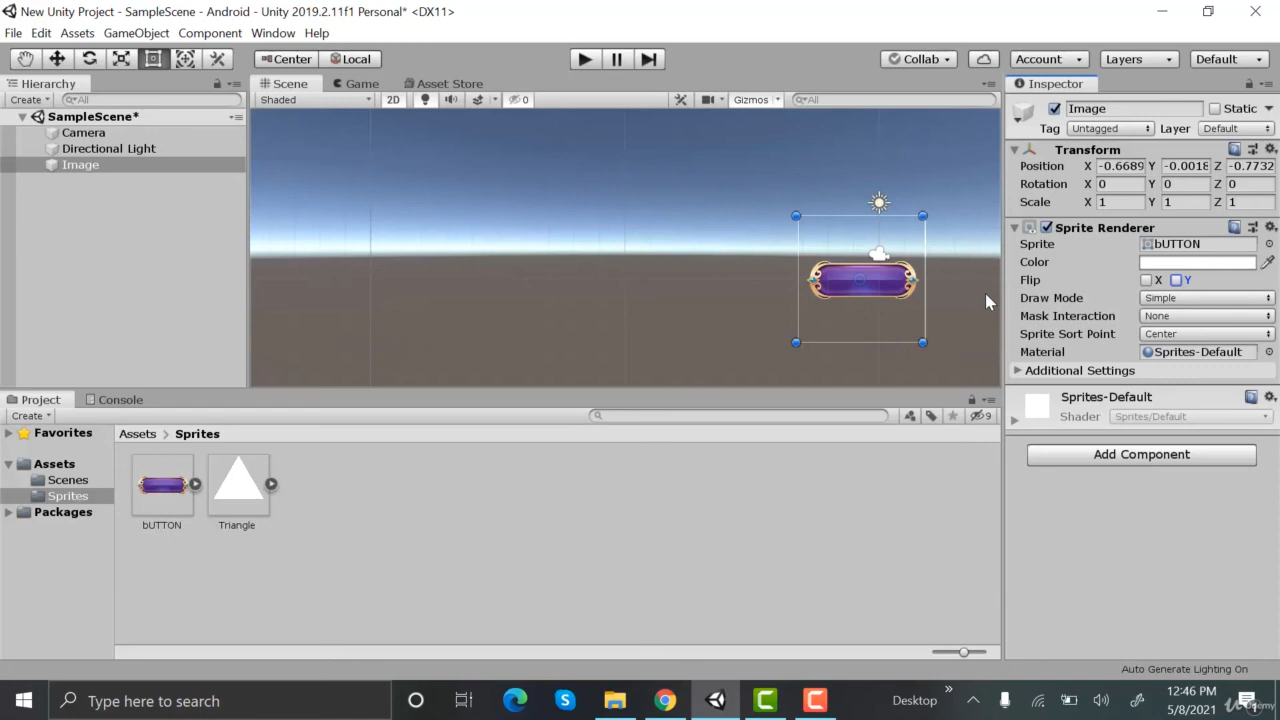 New Unity Project - SampleScene - Android - Unity 2019.2.11f1 Personal* <DX11>
File Edit Assets GameObject Component Window Help
Center Local Collab Account Layers Default
Hierarchy Scene Game Asset Store Inspector
Create All Shaded 2D 0 Gizmos All
Image Static
SampleScene*
Camera
Directional Light
Image
Tag Untagged Layer Default
Transform
Position X -0.6689 Y -0.0018 Z -0.7732
Rotation X 0 Y 0 Z 0
Scale X 1 Y 1 Z 1
Sprite Renderer
Sprite bUTTON
Color
Flip X Y
Draw Mode Simple
Mask Interaction None
Sprite Sort Point Center
Material Sprites-Default
Additional Settings
Sprites-Default
Shader Sprites/Default
Add Component
Project Console
Create 9
Favorites
Assets
Scenes
Sprites
Packages
Assets > Sprites
bUTTON Triangle
Auto Generate Lighting On
Type here to search
Desktop
12:46 PM
5/8/2021
Udemy